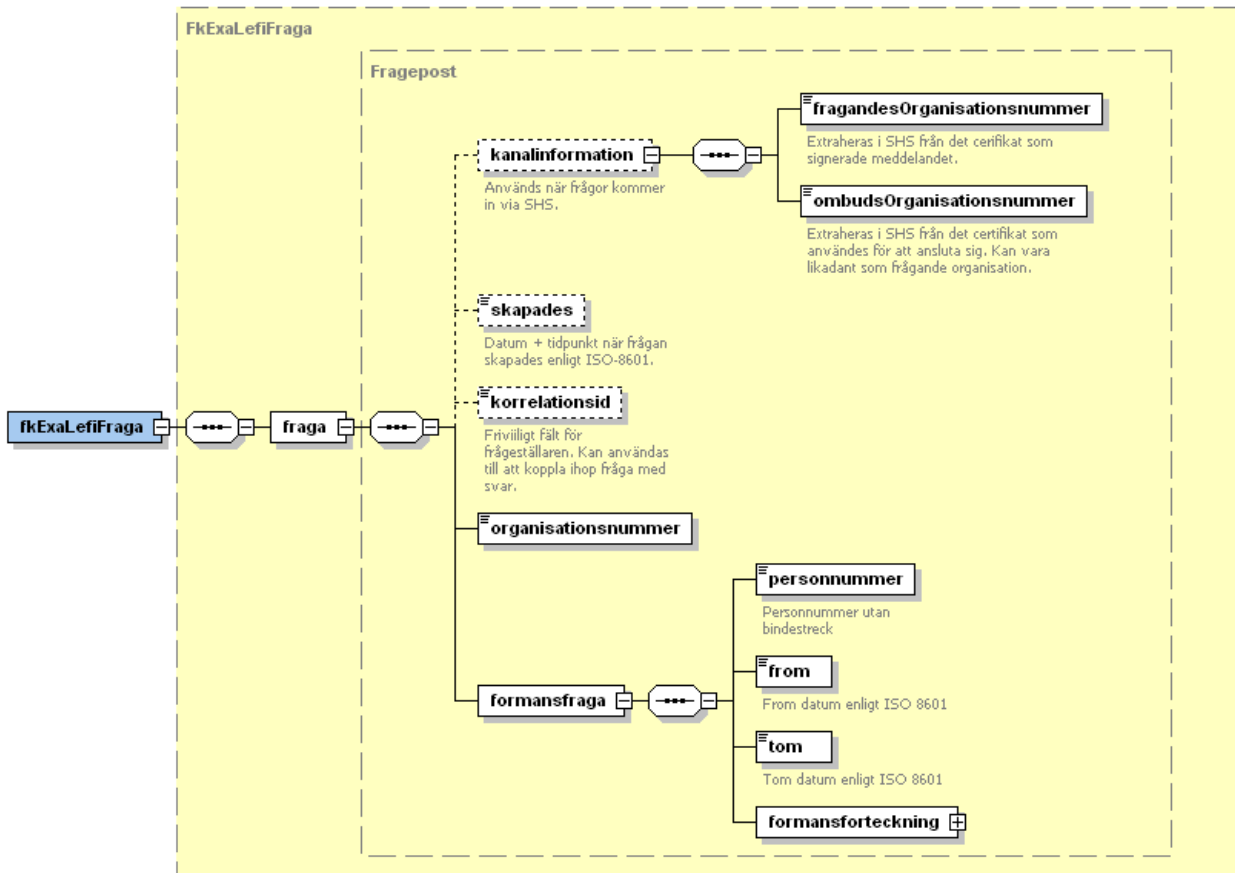 FkExaLefiFraga
Fragepost
fragandesOrganisationsnummer
Extraheras i SHS från det cerifikat som
signerade meddelandet.
kanalinformation
Används när frågor kommer
in via SHS.
ombudsOrganisationsnummer
Extraheras i SHS från det certifikat som
användes för att ansluta sig. Kan vara
likadant som frågande organisation.
skapades
Datum + tidpunkt när frågan
skapades enligt ISO-8601.
korrelationsid
Friviiligt fält för
frågeställaren. Kan användas
till att koppla ihop fråga med
svar.
fkExaLefiFraga
fraga
organisationsnummer
formansfraga
personnummer
Personnummer utan
bindestreck
from
From datum enligt ISO 8601
tom
Tom datum enligt ISO 8601
formansforteckning